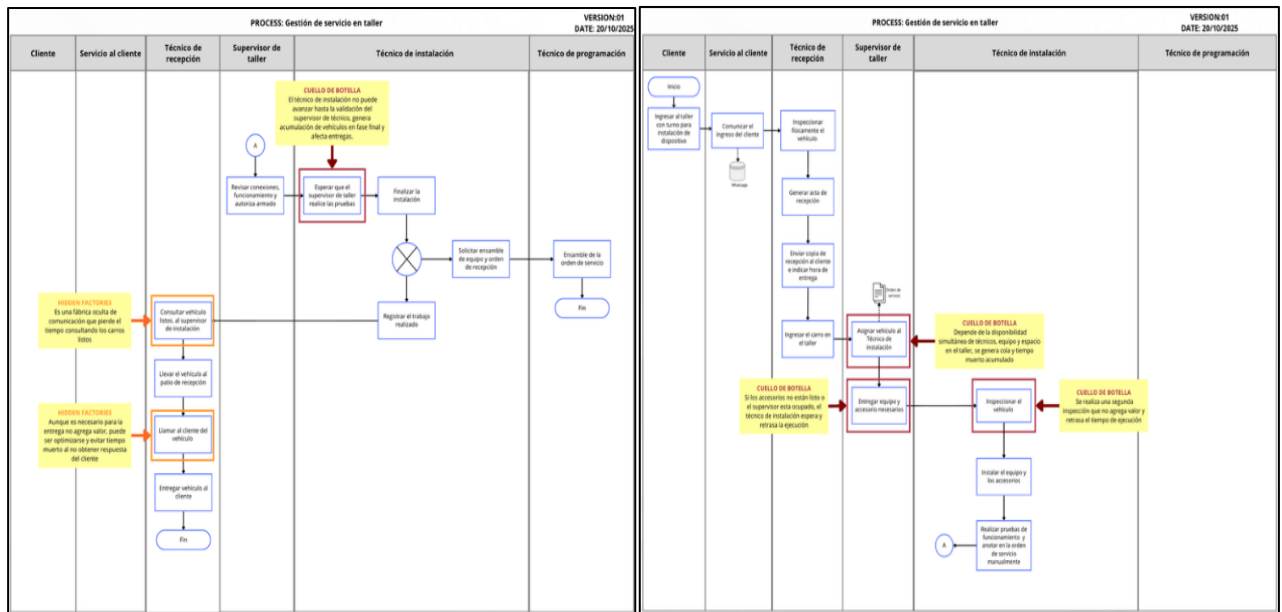 PROCESS: Gestión de servicio en taller
VERSION:01
DATE: 20/10/2025
Cliente
Servicio al cliente
Técnico de
recepción
Supervisor de
taller
Técnico de instalación
Técnico de programación
CUELLO DE BOTELLA
El técnico de instalación no puede
avanzar hasta la validación del
supervisor de técnico, genera
acumulación de vehículos en fase final y
afecta entregas.
A
Revisar conexiones,
funcionamiento y
autoriza armado
Esperar que el
supervisor de taller
realice las pruebas
Finalizar la
instalación
Solicitar ensamble
de equipo y orden
de recepción
Ensamble de la
orden de servicio
Fin
HIDDEN FACTORIES
Es una fábrica oculta de
comunicación que pierde el
tiempo consultando los carros
listos
Consultar vehículo
listos, al supervisor
de instalación
Registrar el trabajo
realizado
Llevar el vehículo al
patio de recepción
HIDDEN FACTORIES
Aunque es necesario para la
entrega no agrega valor, puede
ser optimizarse y evitar tiempo
muerto al no obtener respuesta
del cliente
Llamar al cliente del
vehículo
Entregar vehículo al
cliente
Fin
PROCESS: Gestión de servicio en taller
VERSION:01
DATE: 20/10/2025
Cliente
Servicio al cliente
Técnico de
recepción
Supervisor de
taller
Técnico de instalación
Técnico de programación
Inicio
Ingresar al taller
con turno para
instalación de
dispositivo
Comunicar el
ingreso del cliente
Whatsapp
Inspeccionar
físicamente el
vehículo
Generar acta de
recepción
Enviar copia de
recepción al cliente
e indicar hora de
entrega
Orden de
servicio
Ingresar el carro en
el taller
Asignar vehículo al
Técnico de
instalación
CUELLO DE BOTELLA
Depende de la disponibilidad
simultánea de técnicos, equipo y espacio
en el taller, se genera cola y tiempo
muerto acumulado
CUELLO DE BOTELLA
Si los accesorios no están listo o
el supervisor esta ocupado, el
técnico de instalación espera y
retrasa la ejecución
Entregar equipo y
accesorio necesarios
Inspeccionar el
vehículo
CUELLO DE BOTELLA
Se realiza una segunda
inspección que no agrega valor y
retrasa el tiempo de ejecución
Instalar el equipo y
los accesorios
Realizar pruebas de
funcionamiento y
anotar en la orden
de servicio
manualmente
A